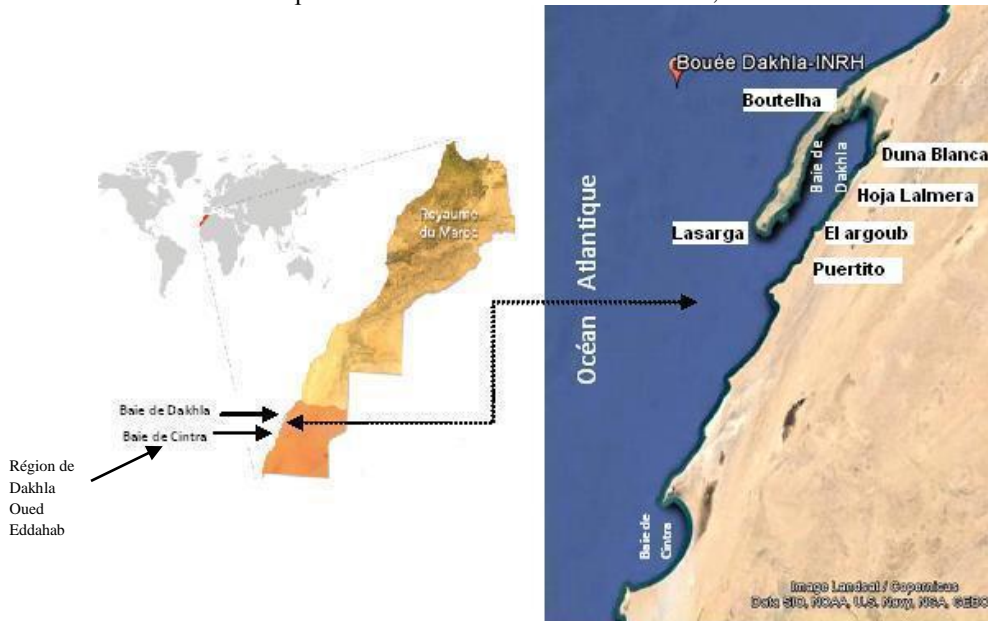 Bouée Dakhla-INRH
Boutelha
Baie de
Dakhla
Duna Blanca
Hoja Lalmera
Lasarga
El argoub
Puertito
Océan Atlantique
Royaume
du Maroc
Baie de Dakhla
Baie de Cintra
Région de
Dakhla
Oued
Eddahab
Baie de
Cintra
Image Landsat / Copernicus
Data SIO, NOAA, U.S. Navy, NGA, GEBC